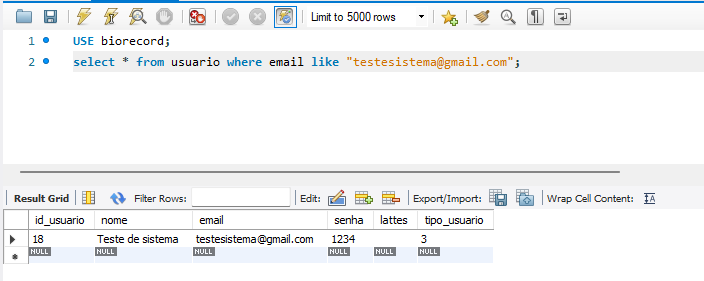 Limit to 5000 rows
1 USE biorecord;
2 select * from usuario where email like "testesistema@gmail.com";
Result Grid Filter Rows: Edit: Export/Import: Wrap Cell Content: IA
id_usuario nome email senha lattes tipo_usuario
18 Teste de sistema testesistema@gmail.com 1234 3
NULL NULL NULL NULL NULL NULL